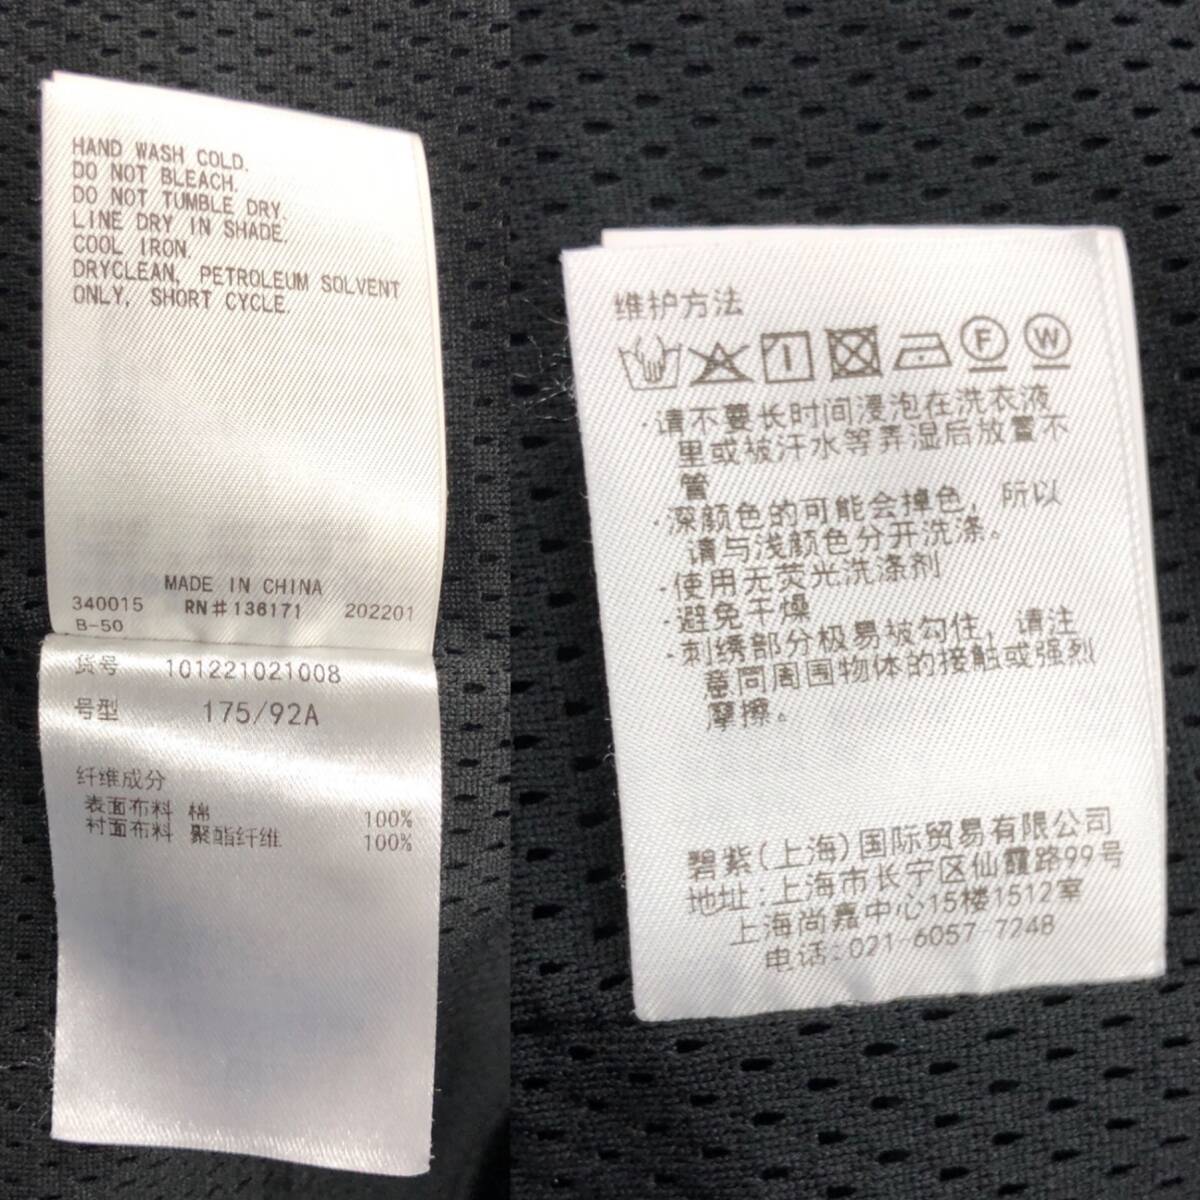 HAND WASH COLD.
DO NOT BLEACH.
DO NOT TUMBLE DRY.
LINE DRY IN SHADE.
COOL IRON.
DRYCLEAN, PETROLEUM SOLVENT
ONLY, SHORT CYCLE.
MADE IN CHINA
340015 RN#136171 202201
B-50
货号 101221021008
号型 175/92A
纤维成分
表面布料 棉 100%
衬面布料 聚酯纤维 100%
维护方法
F W
·请不要长时间浸泡在洗衣液
里或被汗水等弄湿后放置不
管
·深颜色的可能会掉色，所以
请与浅颜色分开洗涤。
·使用无荧光洗涤剂
·避免干燥
·刺绣部分极易被勾住，请注
意同周围物体的接触或强烈
摩擦。
碧紫(上海)国际贸易有限公司
地址:上海市长宁区仙霞路99号
上海尚嘉中心15楼1512室
电话:021-6057-7248